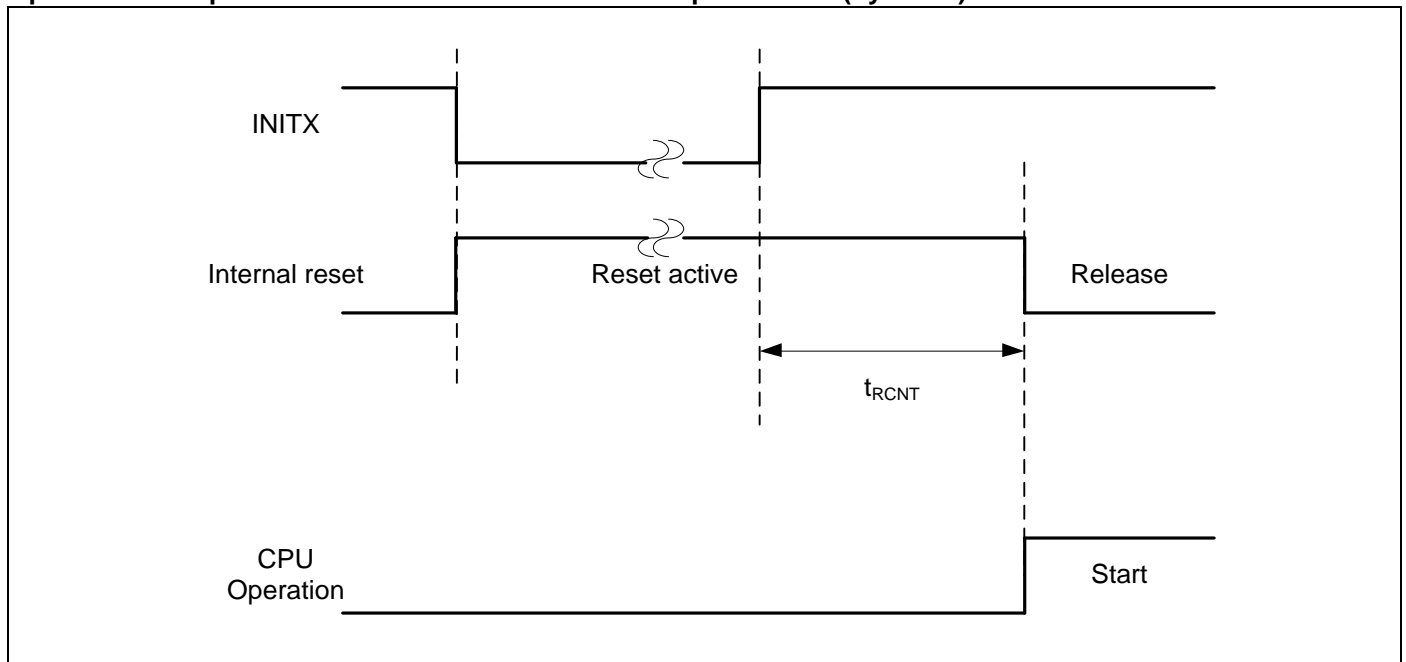 INITX
Internal reset
Reset active
Release
tRCNT
CPU
Operation
Start